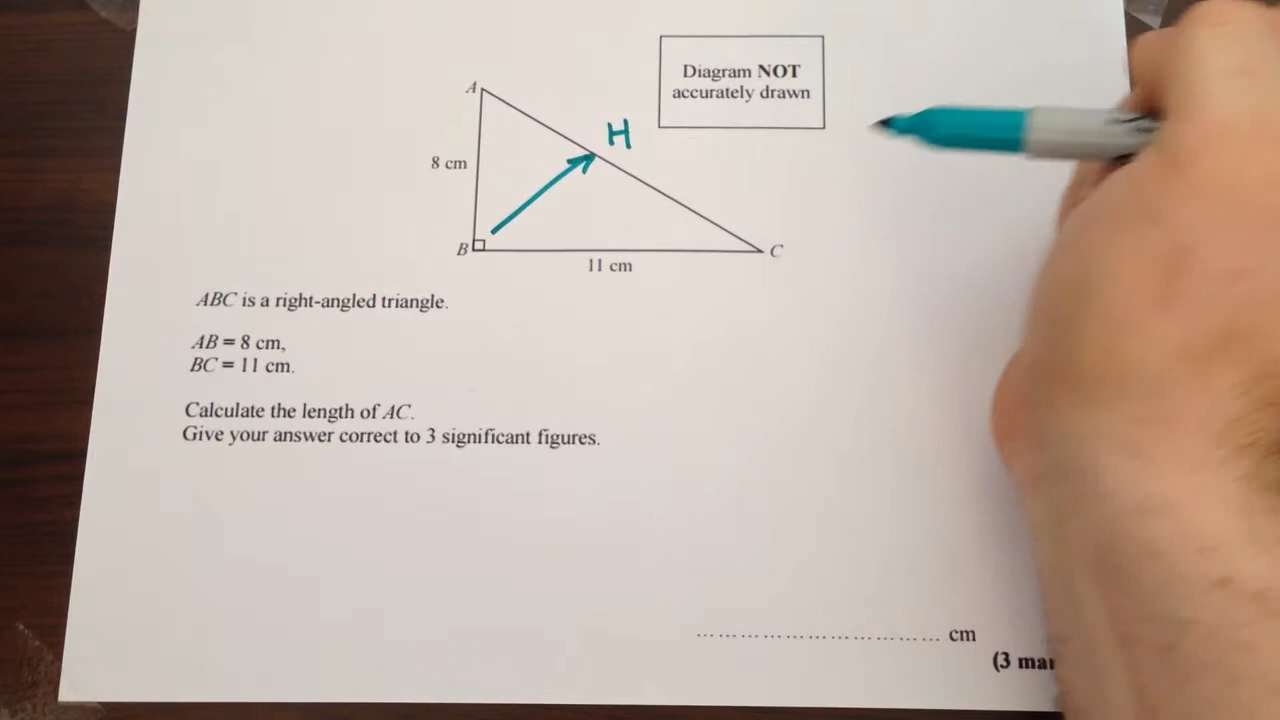 Diagram NOT
accurately drawn
A
H
8 cm
B
C
11 cm
ABC is a right-angled triangle.
AB = 8 cm,
BC = 11 cm.
Calculate the length of AC.
Give your answer correct to 3 significant figures.
................................. cm
(3 mar